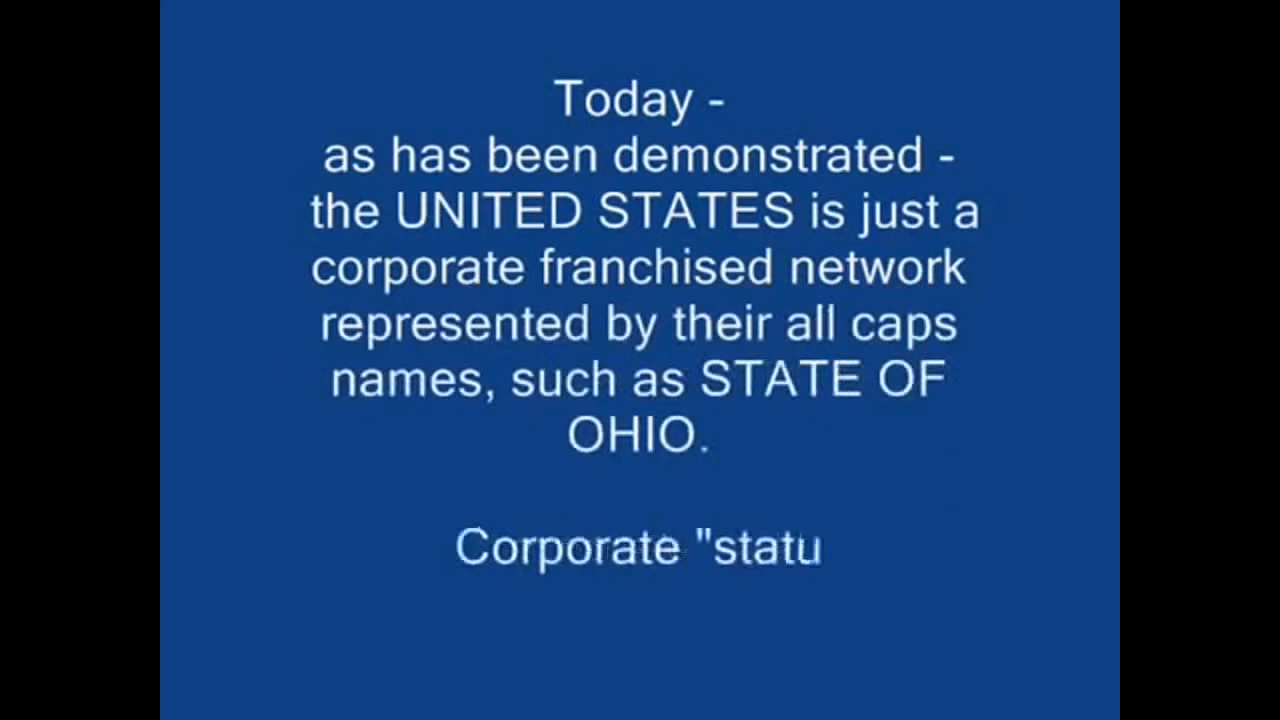 Today -
as has been demonstrated -
the UNITED STATES is just a
corporate franchised network
represented by their all caps
names, such as STATE OF
OHIO.
Corporate "statu